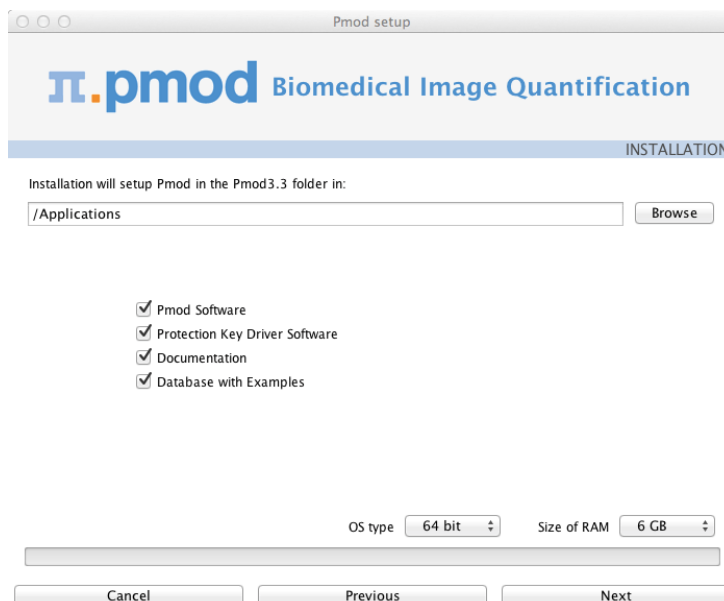 Pmod setup
π.pmod Biomedical Image Quantification
INSTALLATION
Installation will setup Pmod in the Pmod3.3 folder in:
/Applications Browse
Pmod Software
Protection Key Driver Software
Documentation
Database with Examples
OS type 64 bit Size of RAM 6 GB
Cancel Previous Next